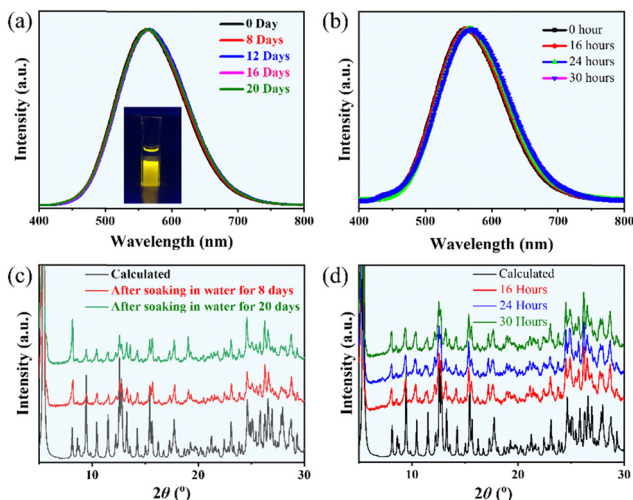 (a)
0 Day
8 Days
12 Days
16 Days
20 Days
Intensity (a.u.)
400 500 600 700 800
Wavelength (nm)
(b)
0 hour
16 hours
24 hours
30 hours
Intensity (a.u.)
400 500 600 700 800
Wavelength (nm)
(c)
Calculated
After soaking in water for 8 days
After soaking in water for 20 days
Intensity (a.u.)
10 20 30
2θ (°)
(d)
Calculated
16 Hours
24 Hours
30 Hours
Intensity (a.u.)
10 20 30
2θ (°)